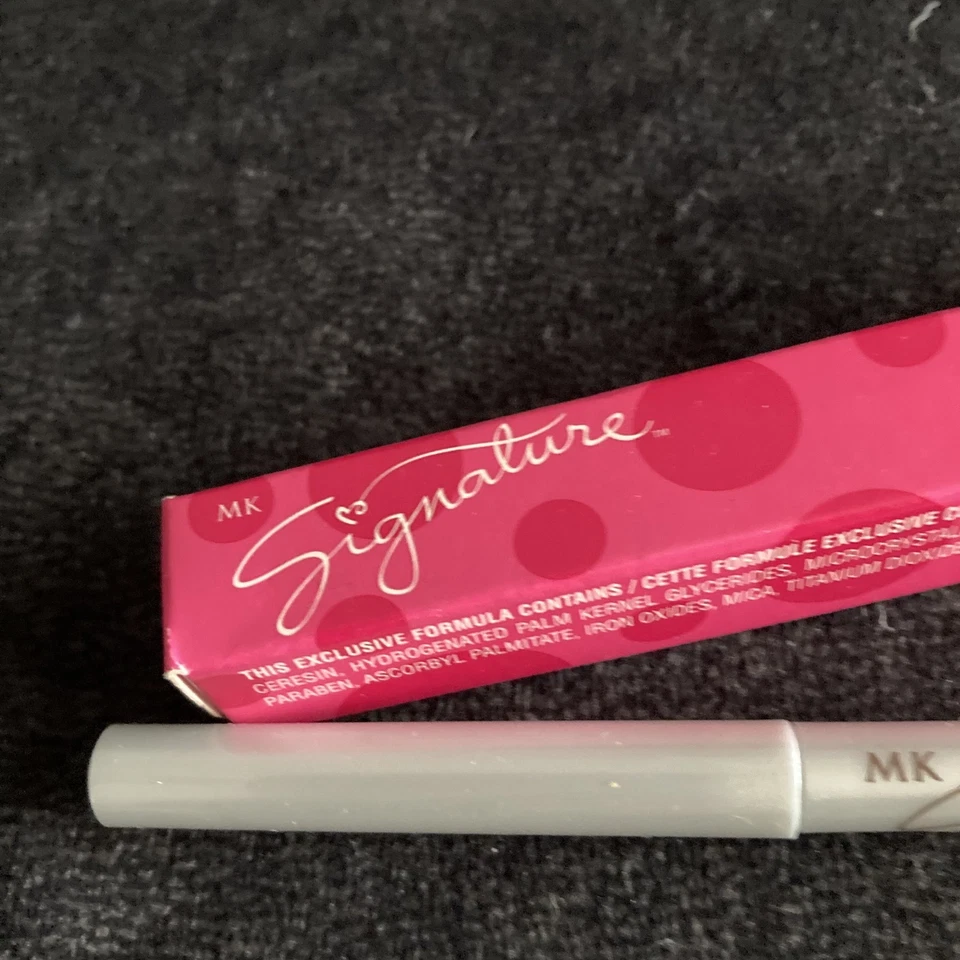 MK
Signature™
THIS EXCLUSIVE FORMULA CONTAINS / CETTE FORMULE EXCLUSIVE
CERESIN, HYDROGENATED PALM KERNEL GLYCERIDES, MICROCRYSTAL
PARABEN, ASCORBYL PALMITATE, IRON OXIDES, MICA, TITANIUM DIOXIDE
MK